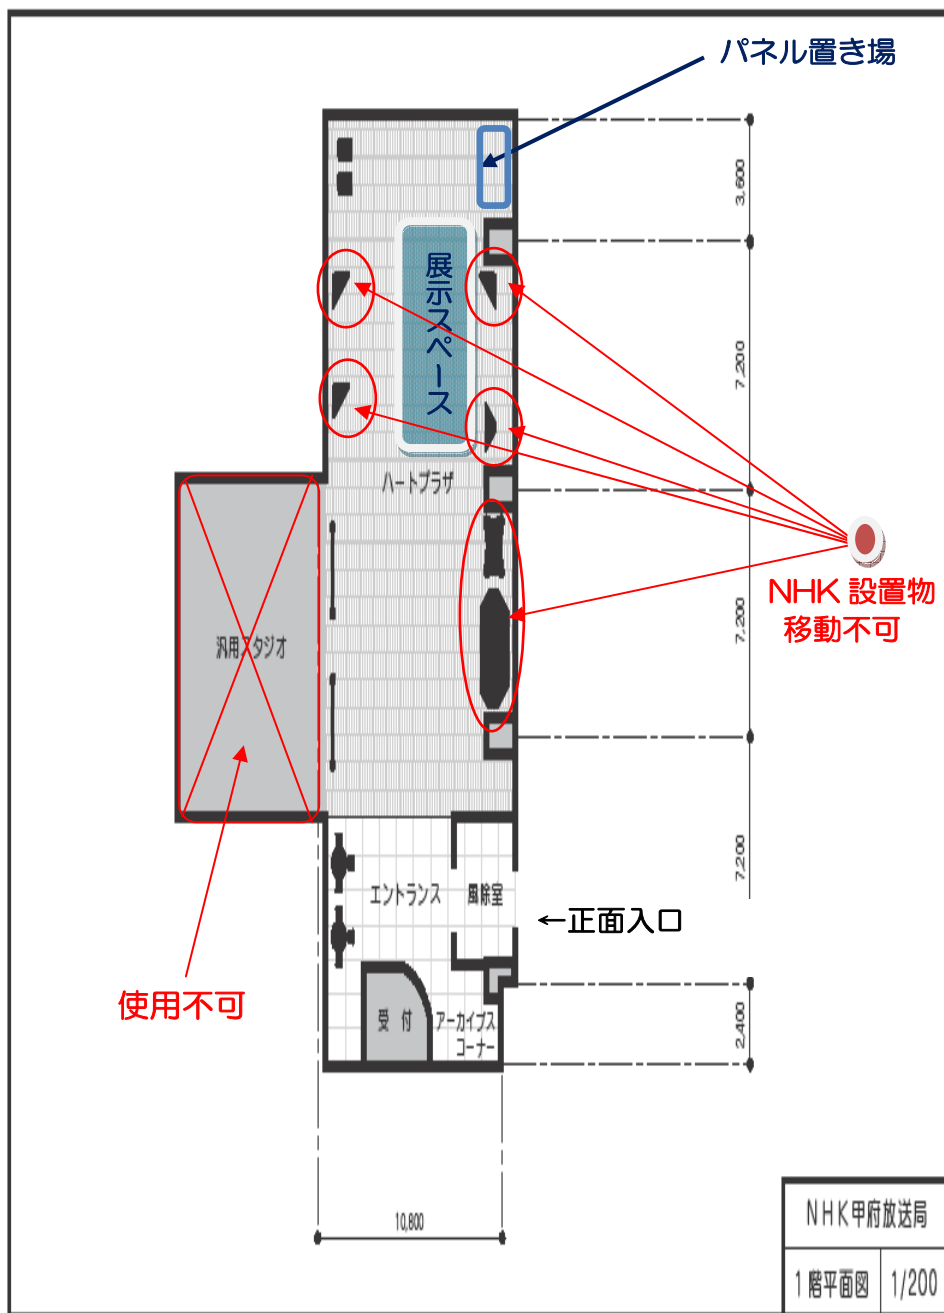 パネル置き場
3,600
展示スペース
7,200
ハートプラザ
NHK 設置物
移動不可
7,200
汎用スタジオ
7,200
エントランス
風除室
←正面入口
使用不可
受 付
アーカイブス
コーナー
2,400
10,800
NHK甲府放送局
1階平面図
1/200